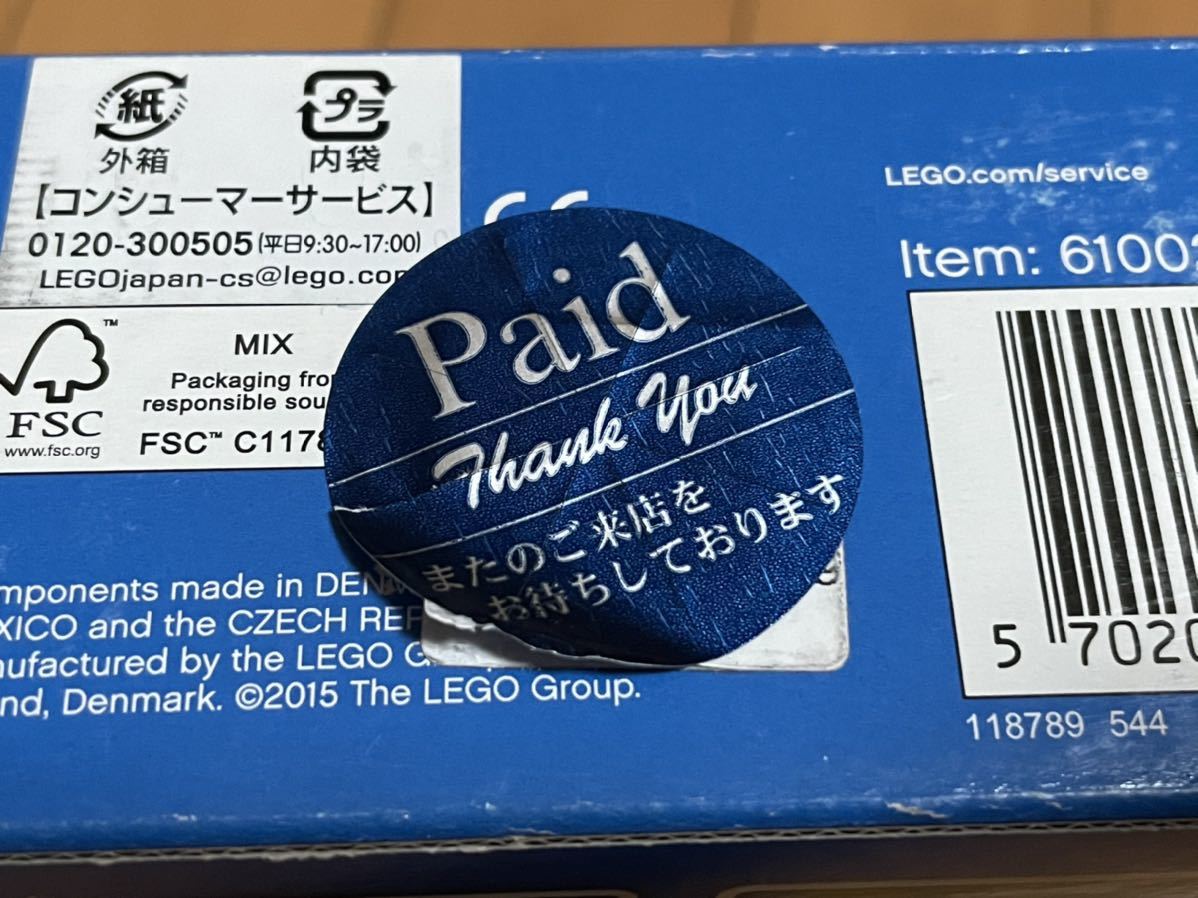 紙
プラ
外箱
内袋
【コンシューマーサービス】
0120-300505(平日9:30~17:00)
LEGOjapan-cs@lego.com
FSC
www.fsc.org
MIX
Packaging
responsible
FSC™ C1178
Paid
Thank You
またのご来店を
お待ちしております
mponents made in DEN
XICO and the CZECH REP
nufactured by the LEGO G
nd, Denmark. ©2015 The LEGO Group.
LEGO.com/service
Item: 61002
5 7020
118789 544